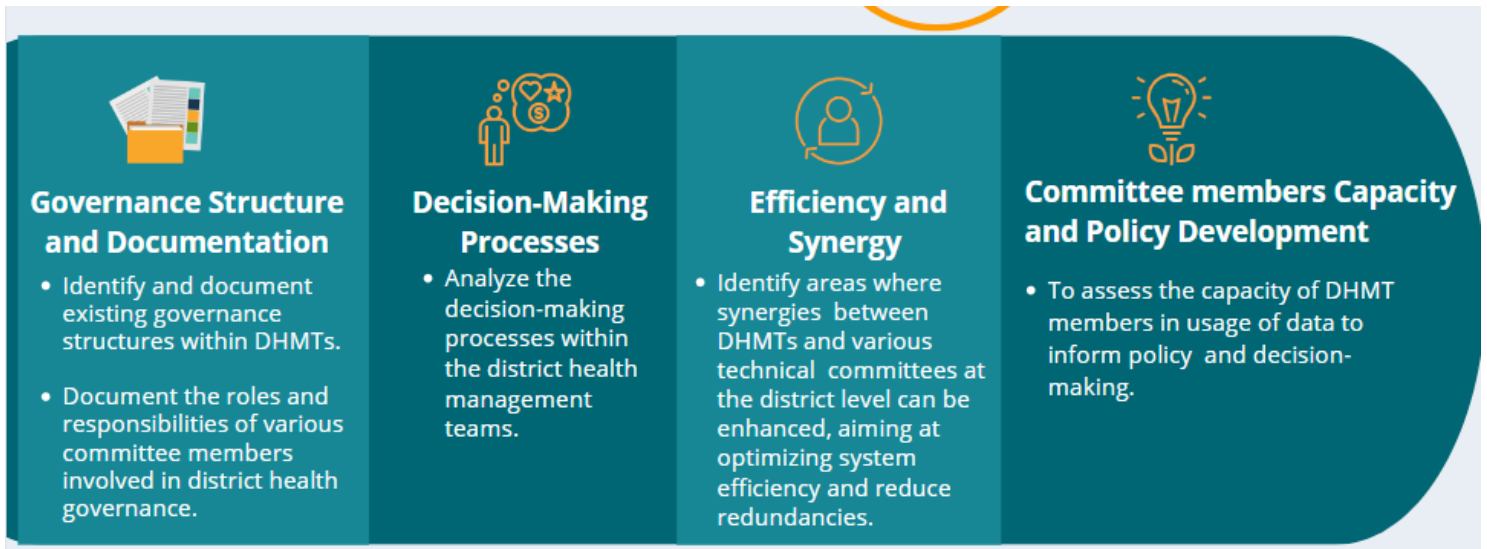 Governance Structure
and Documentation
• Identify and document
existing governance
structures within DHMTs.
• Document the roles and
responsibilities of various
committee members
involved in district health
governance.
Decision-Making
Processes
• Analyze the
decision-making
processes within
the district health
management
teams.
Efficiency and
Synergy
• Identify areas where
synergies between
DHMTs and various
technical committees at
the district level can be
enhanced, aiming at
optimizing system
efficiency and reduce
redundancies.
Committee members Capacity
and Policy Development
• To assess the capacity of DHMT
members in usage of data to
inform policy and decision-
making.